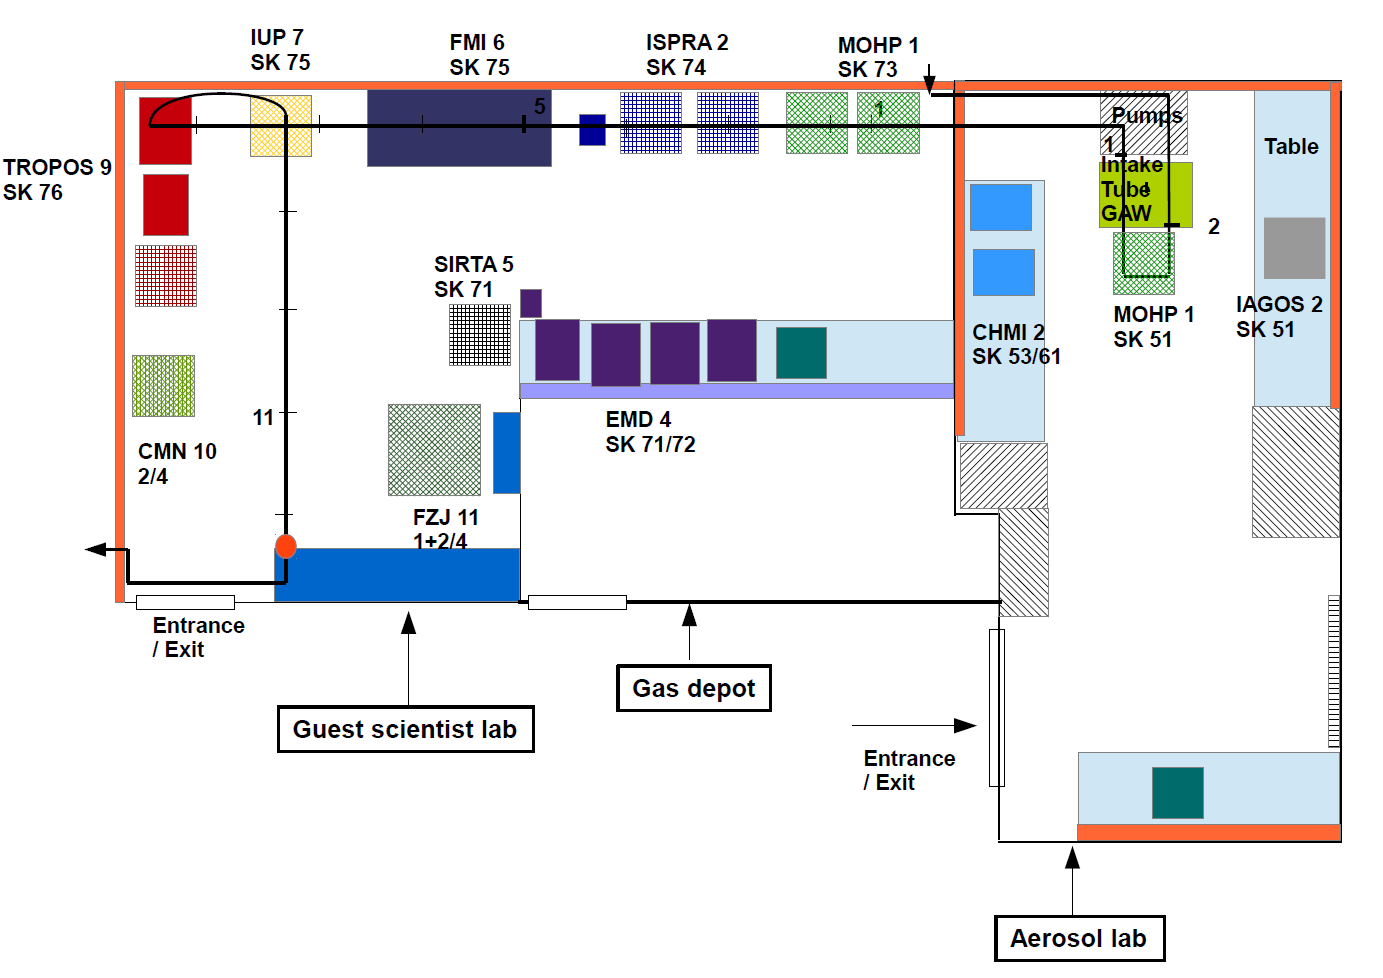 IUP 7
SK 75
FMI 6
SK 75
ISPRA 2
SK 74
MOHP 1
SK 73
5
1
Pumps
1
Intake
Tube
GAW
1
2
Table
TROPOS 9
SK 76
SIRTA 5
SK 71
CHMI 2
SK 53/61
MOHP 1
SK 51
IAGOS 2
SK 51
11
EMD 4
SK 71/72
CMN 10
2/4
FZJ 11
1+2/4
Entrance
/ Exit
Gas depot
Guest scientist lab
Entrance
/ Exit
Aerosol lab